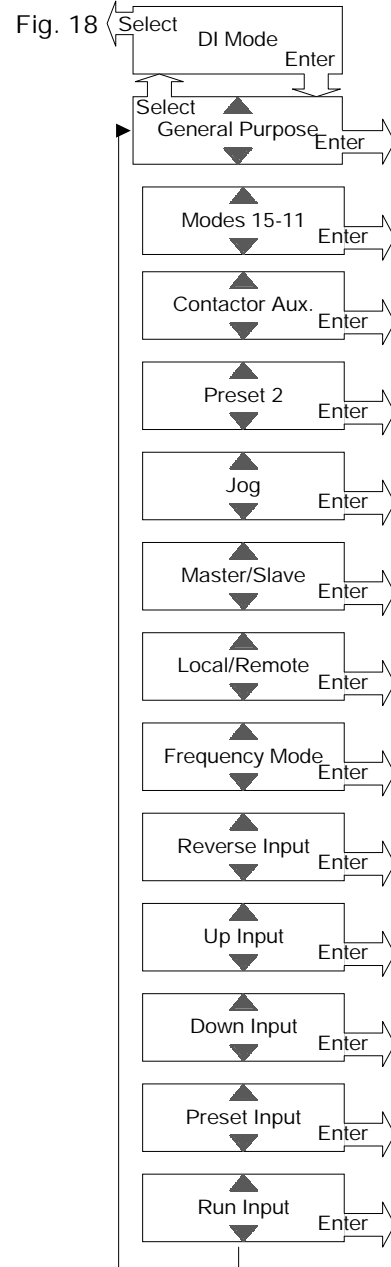 Fig. 18
Select
DI Mode
Enter
Select
General Purpose
Enter
Modes 15-11
Enter
Contactor Aux.
Enter
Preset 2
Enter
Jog
Enter
Master/Slave
Enter
Local/Remote
Enter
Frequency Mode
Enter
Reverse Input
Enter
Up Input
Enter
Down Input
Enter
Preset Input
Enter
Run Input
Enter